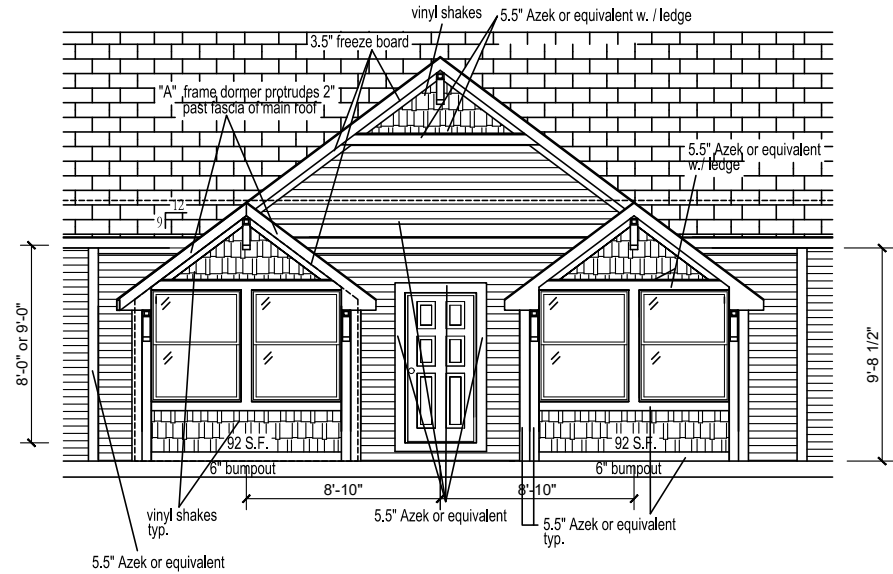 vinyl shakes
5.5" Azek or equivalent w. / ledge
3.5" freeze board
"A" frame dormer protrudes 2"
past fascia of main roof
5.5" Azek or equivalent
w./ ledge
12
9
8'-0" or 9'-0"
9'-8 1/2"
92 S.F.
92 S.F.
6" bumpout
6" bumpout
8'-10"
8'-10"
vinyl shakes
typ.
5.5" Azek or equivalent
5.5" Azek or equivalent
typ.
5.5" Azek or equivalent